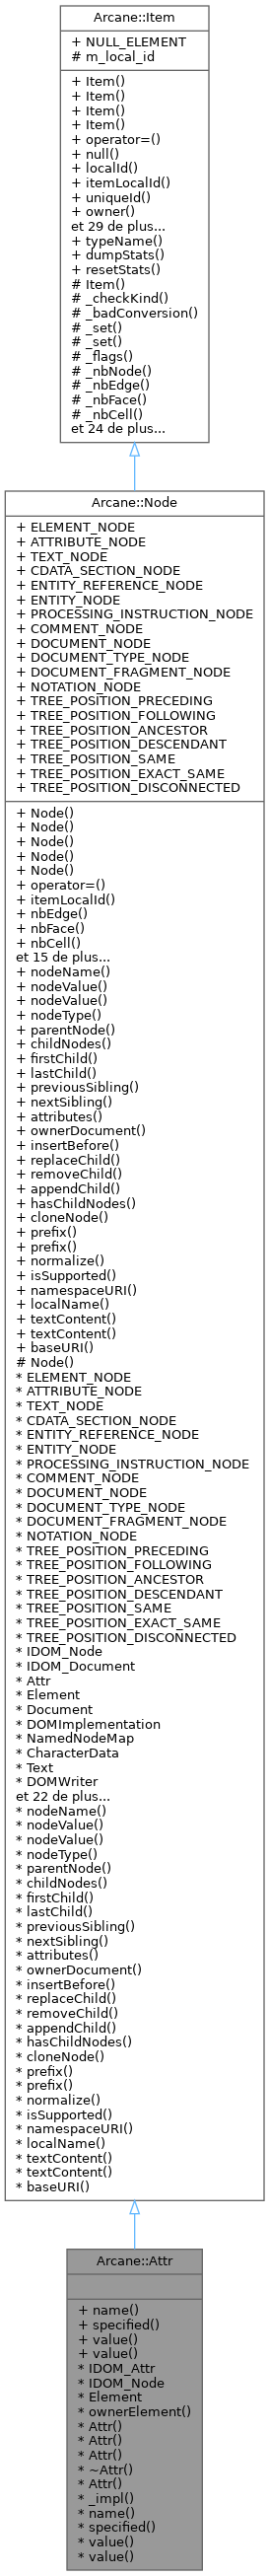 Arcane::Item
+ NULL_ELEMENT
# m_local_id
+ Item()
+ Item()
+ Item()
+ Item()
+ operator=()
+ null()
+ localId()
+ itemLocalId()
+ uniqueId()
+ owner()
et 29 de plus...
+ typeName()
+ dumpStats()
+ resetStats()
# Item()
# _checkKind()
# _badConversion()
# _set()
# _set()
# _flags()
# _nbNode()
# _nbEdge()
# _nbFace()
# _nbCell()
et 24 de plus...
Arcane::Node
+ ELEMENT_NODE
+ ATTRIBUTE_NODE
+ TEXT_NODE
+ CDATA_SECTION_NODE
+ ENTITY_REFERENCE_NODE
+ ENTITY_NODE
+ PROCESSING_INSTRUCTION_NODE
+ COMMENT_NODE
+ DOCUMENT_NODE
+ DOCUMENT_TYPE_NODE
+ DOCUMENT_FRAGMENT_NODE
+ NOTATION_NODE
+ TREE_POSITION_PRECEDING
+ TREE_POSITION_FOLLOWING
+ TREE_POSITION_ANCESTOR
+ TREE_POSITION_DESCENDANT
+ TREE_POSITION_SAME
+ TREE_POSITION_EXACT_SAME
+ TREE_POSITION_DISCONNECTED
+ Node()
+ Node()
+ Node()
+ Node()
+ Node()
+ operator=()
+ itemLocalId()
+ nbEdge()
+ nbFace()
+ nbCell()
et 15 de plus...
+ nodeName()
+ nodeValue()
+ nodeValue()
+ nodeType()
+ parentNode()
+ childNodes()
+ firstChild()
+ lastChild()
+ previousSibling()
+ nextSibling()
+ attributes()
+ ownerDocument()
+ insertBefore()
+ replaceChild()
+ removeChild()
+ appendChild()
+ hasChildNodes()
+ cloneNode()
+ prefix()
+ prefix()
+ normalize()
+ isSupported()
+ namespaceURI()
+ localName()
+ textContent()
+ textContent()
+ baseURI()
# Node()
* ELEMENT_NODE
* ATTRIBUTE_NODE
* TEXT_NODE
* CDATA_SECTION_NODE
* ENTITY_REFERENCE_NODE
* ENTITY_NODE
* PROCESSING_INSTRUCTION_NODE
* COMMENT_NODE
* DOCUMENT_NODE
* DOCUMENT_TYPE_NODE
* DOCUMENT_FRAGMENT_NODE
* NOTATION_NODE
* TREE_POSITION_PRECEDING
* TREE_POSITION_FOLLOWING
* TREE_POSITION_ANCESTOR
* TREE_POSITION_DESCENDANT
* TREE_POSITION_SAME
* TREE_POSITION_EXACT_SAME
* TREE_POSITION_DISCONNECTED
* IDOM_Node
* IDOM_Document
* Attr
* Element
* Document
* DOMImplementation
* NamedNodeMap
* CharacterData
* Text
* DOMWriter
et 22 de plus...
* nodeName()
* nodeValue()
* nodeValue()
* nodeType()
* parentNode()
* childNodes()
* firstChild()
* lastChild()
* previousSibling()
* nextSibling()
* attributes()
* ownerDocument()
* insertBefore()
* replaceChild()
* removeChild()
* appendChild()
* hasChildNodes()
* cloneNode()
* prefix()
* prefix()
* normalize()
* isSupported()
* namespaceURI()
* localName()
* textContent()
* textContent()
* baseURI()
Arcane::Attr
+ name()
+ specified()
+ value()
+ value()
* IDOM_Attr
* IDOM_Node
* Element
* ownerElement()
* Attr()
* Attr()
* Attr()
* ~Attr()
* Attr()
* _impl()
* name()
* specified()
* value()
* value()